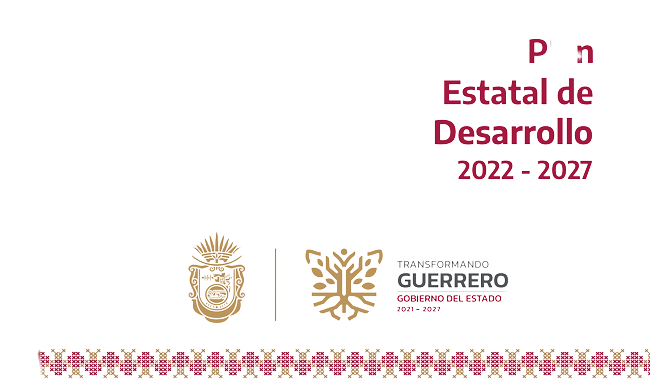 Estatal de
Desarrollo
2022 - 2027
TRANSFORMANDO
GUERRERO
GOBIERNO DEL ESTADO
2021 - 2027